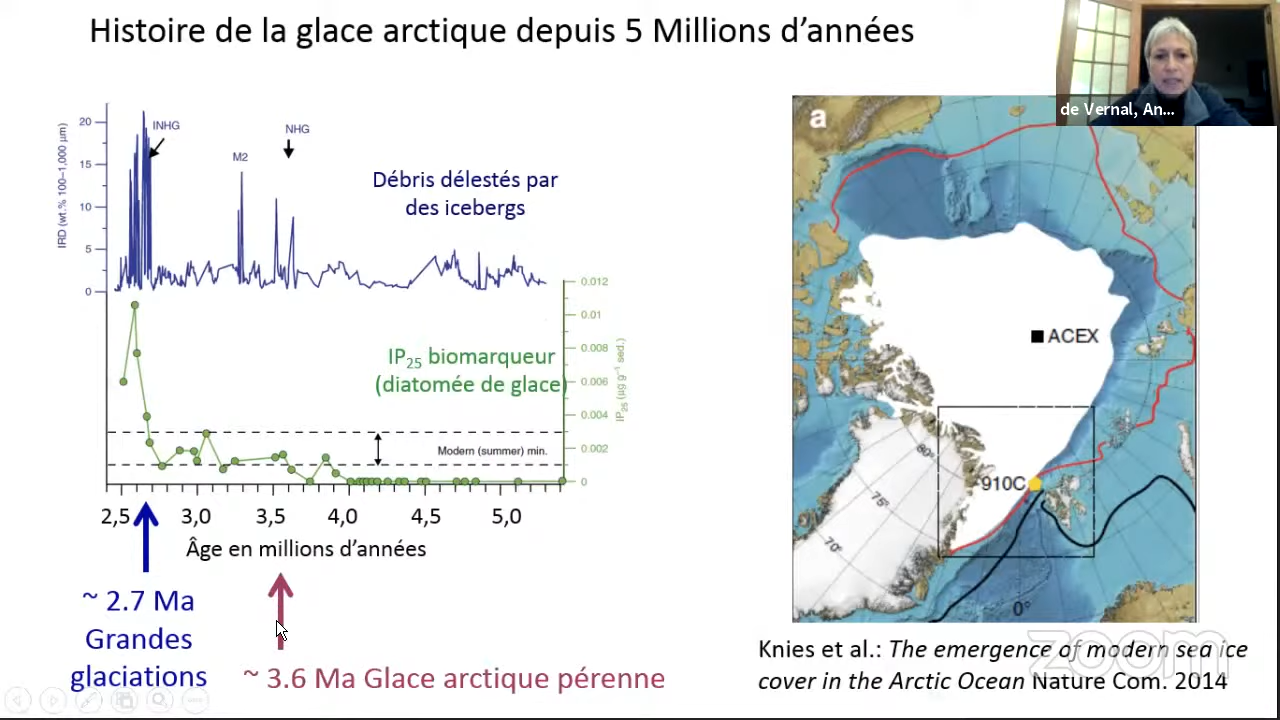 Histoire de la glace arctique depuis 5 Millions d'années
de Vernal, An...
IRD (wt.% 100–1,000 µm)
20
15
10
5
0
INHG
M2
NHG
Débris délestés par
des icebergs
0.012
0.01
0.008
0.006
0.004
0.002
0
IP25 (µg g–1 sed.)
IP25 biomarqueur
(diatomée de glace)
Modern (summer) min.
2,5 3,0 3,5 4,0 4,5 5,0
Âge en millions d'années
~ 2.7 Ma
Grandes
glaciations
~ 3.6 Ma Glace arctique pérenne
a
ACEX
910C
80°
75°
70°
0°
Knies et al.: The emergence of modern sea ice
cover in the Arctic Ocean Nature Com. 2014
zoom